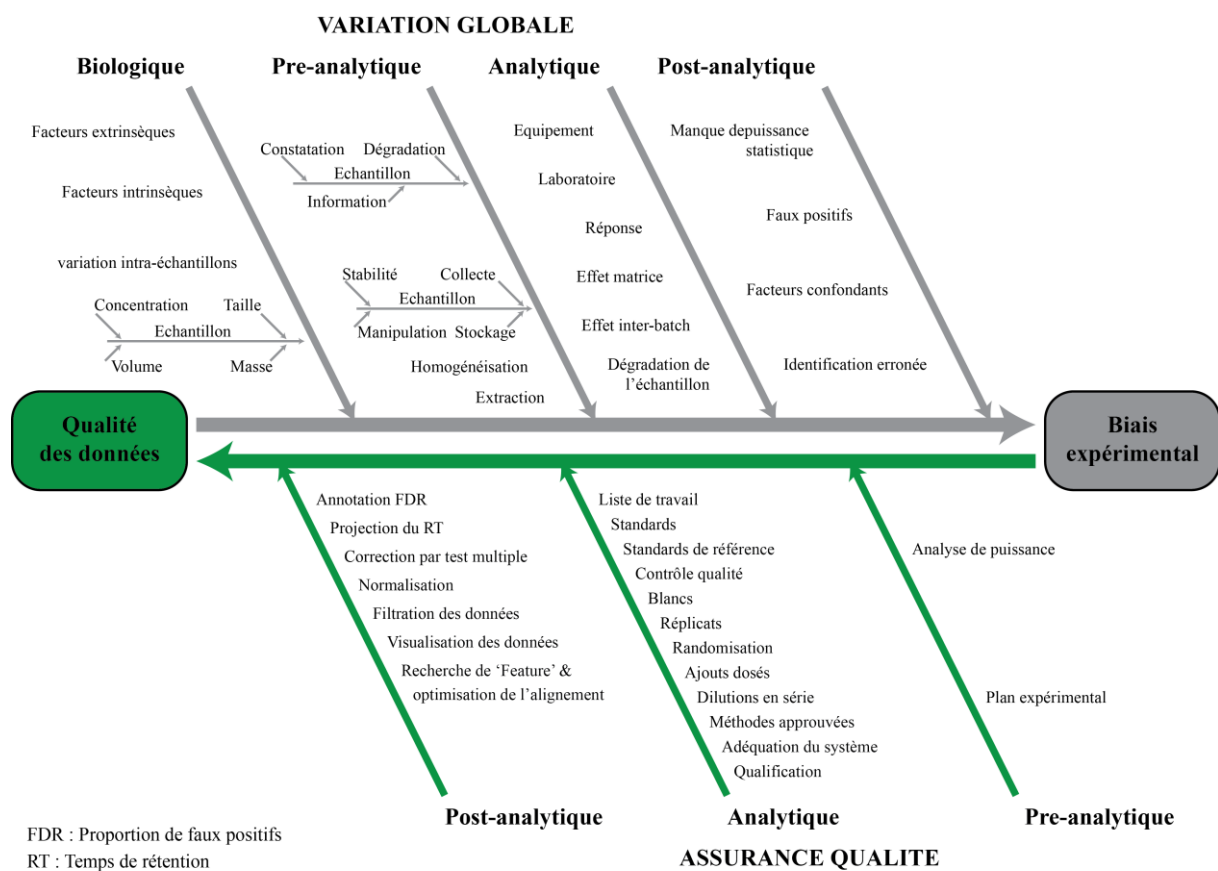 VARIATION GLOBALE
Biologique
Pre-analytique
Analytique
Post-analytique
Facteurs extrinsèques
Facteurs intrinsèques
variation intra-échantillons
Concentration
Taille
Echantillon
Volume
Masse
Constatation
Dégradation
Echantillon
Information
Stabilité
Collecte
Echantillon
Manipulation
Stockage
Homogénéisation
Extraction
Equipement
Laboratoire
Réponse
Effet matrice
Effet inter-batch
Dégradation de
l’échantillon
Manque depuissance
statistique
Faux positifs
Facteurs confondants
Identification erronée
Qualité
des données
Biais
expérimental
Annotation FDR
Projection du RT
Correction par test multiple
Normalisation
Filtration des données
Visualisation des données
Recherche de ‘Feature’ &
optimisation de l’alignement
Liste de travail
Standards
Standards de référence
Contrôle qualité
Blancs
Réplicats
Randomisation
Ajouts dosés
Dilutions en série
Méthodes approuvées
Adéquation du système
Qualification
Analyse de puissance
Plan expérimental
Post-analytique
Analytique
Pre-analytique
ASSURANCE QUALITE
FDR : Proportion de faux positifs
RT : Temps de rétention